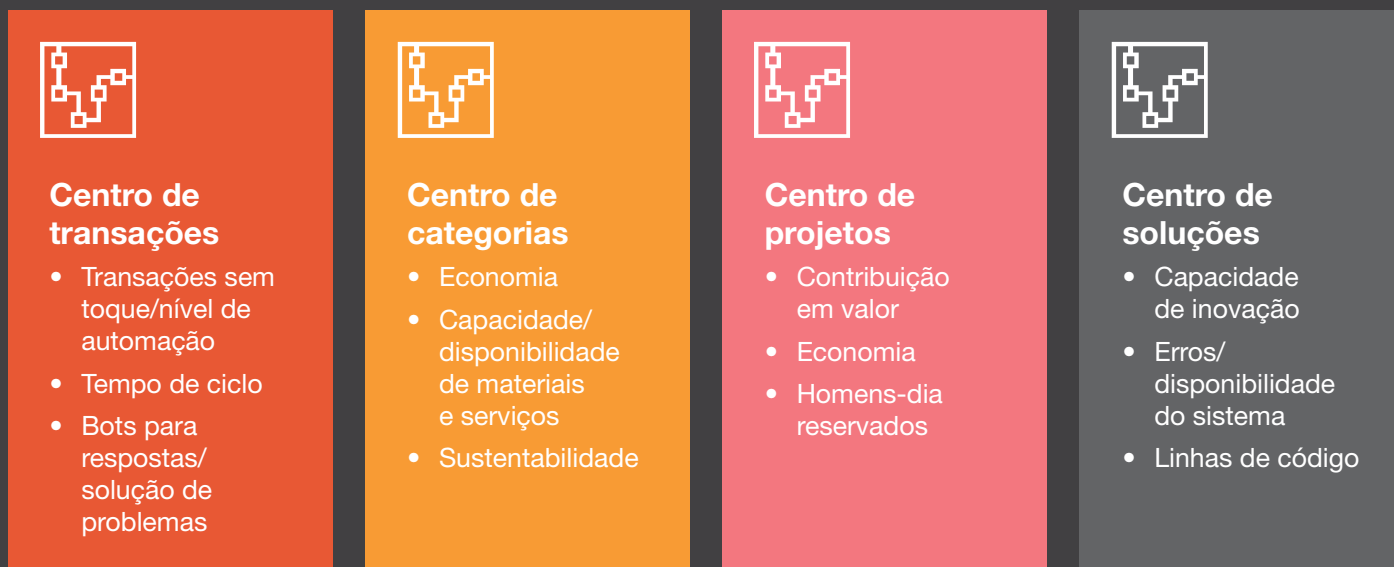 Centro de
transações
• Transações sem
toque/nível de
automação
• Tempo de ciclo
• Bots para
respostas/
solução de
problemas
Centro de
categorias
• Economia
• Capacidade/
disponibilidade
de materiais
e serviços
• Sustentabilidade
Centro de
projetos
• Contribuição
em valor
• Economia
• Homens-dia
reservados
Centro de
soluções
• Capacidade
de inovação
• Erros/
disponibilidade
do sistema
• Linhas de código